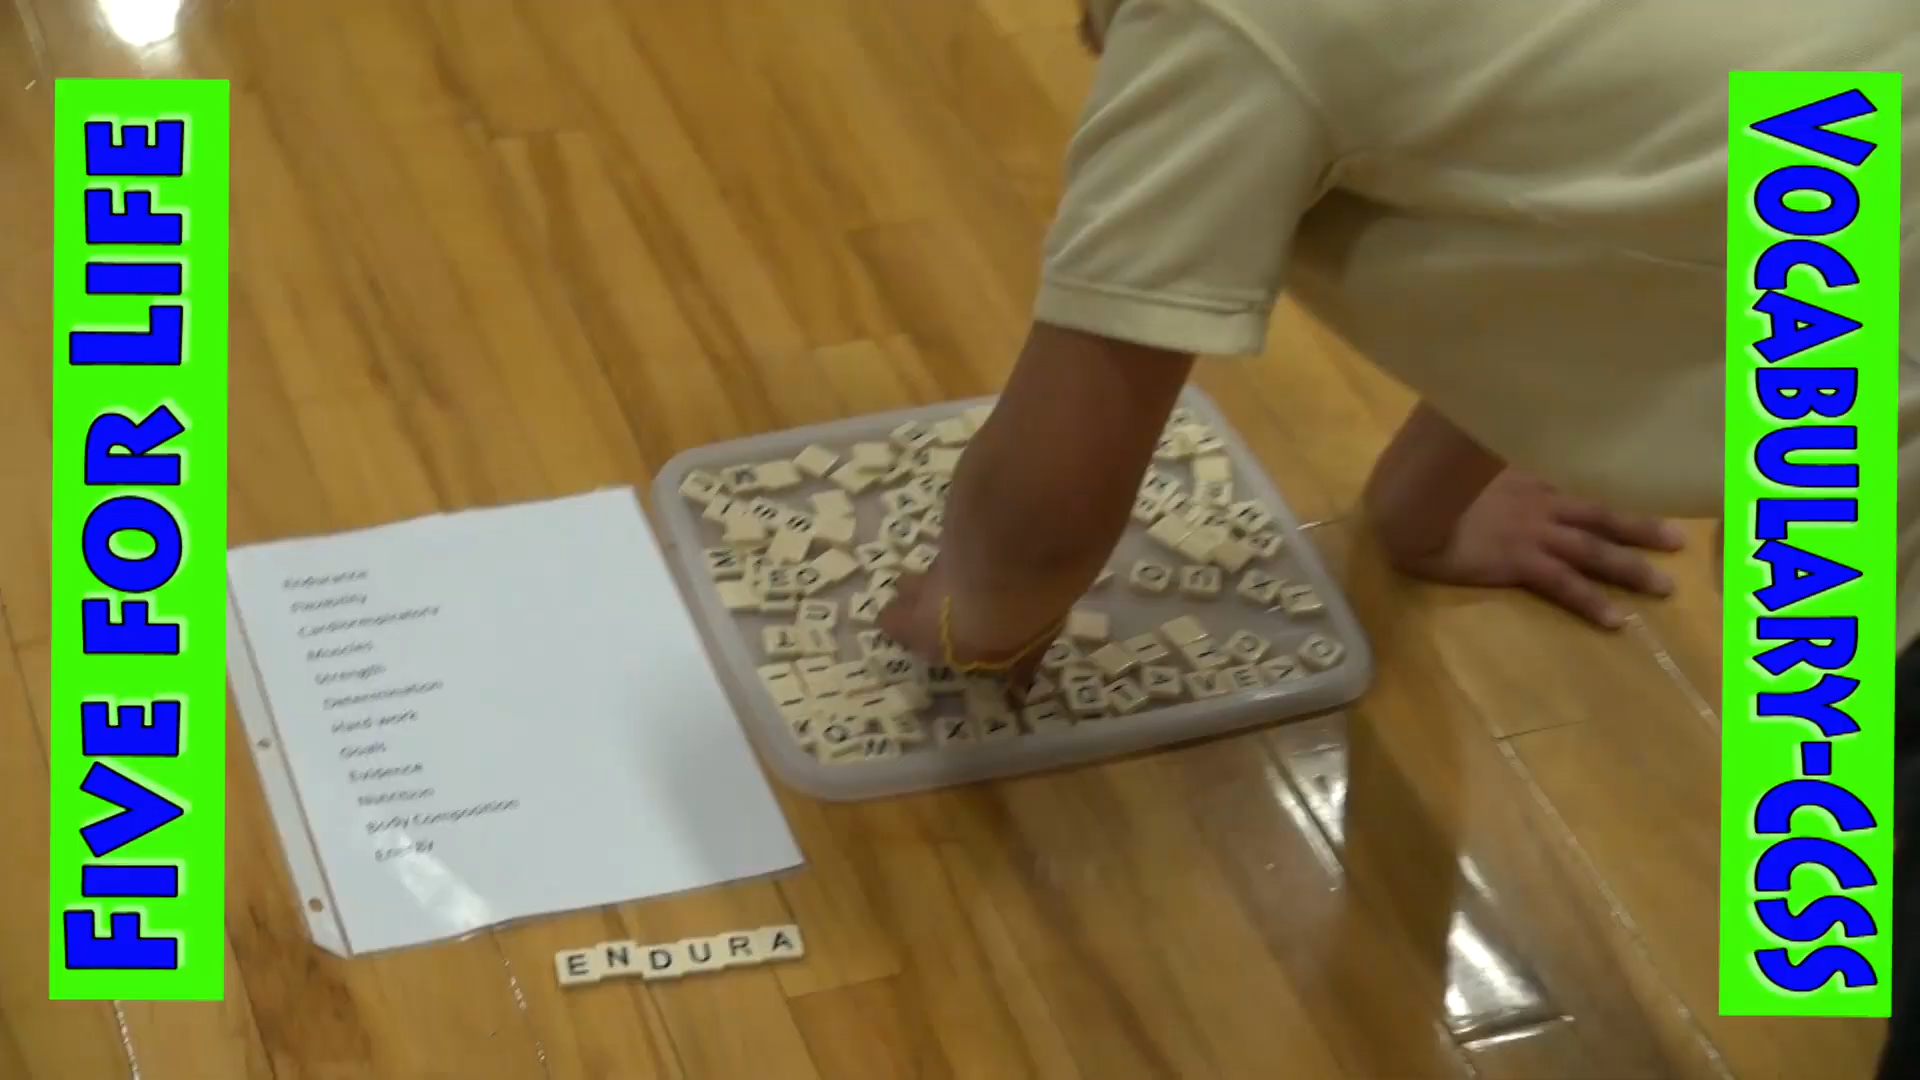 FIVE FOR LIFE
Endurance
Flexibility
Cardiorespiratory
Muscles
Strength
Determination
Hard work
Goals
Evidence
Nutrition
Body Composition
Energy
ENDURA
VOCABULARY-CCSS